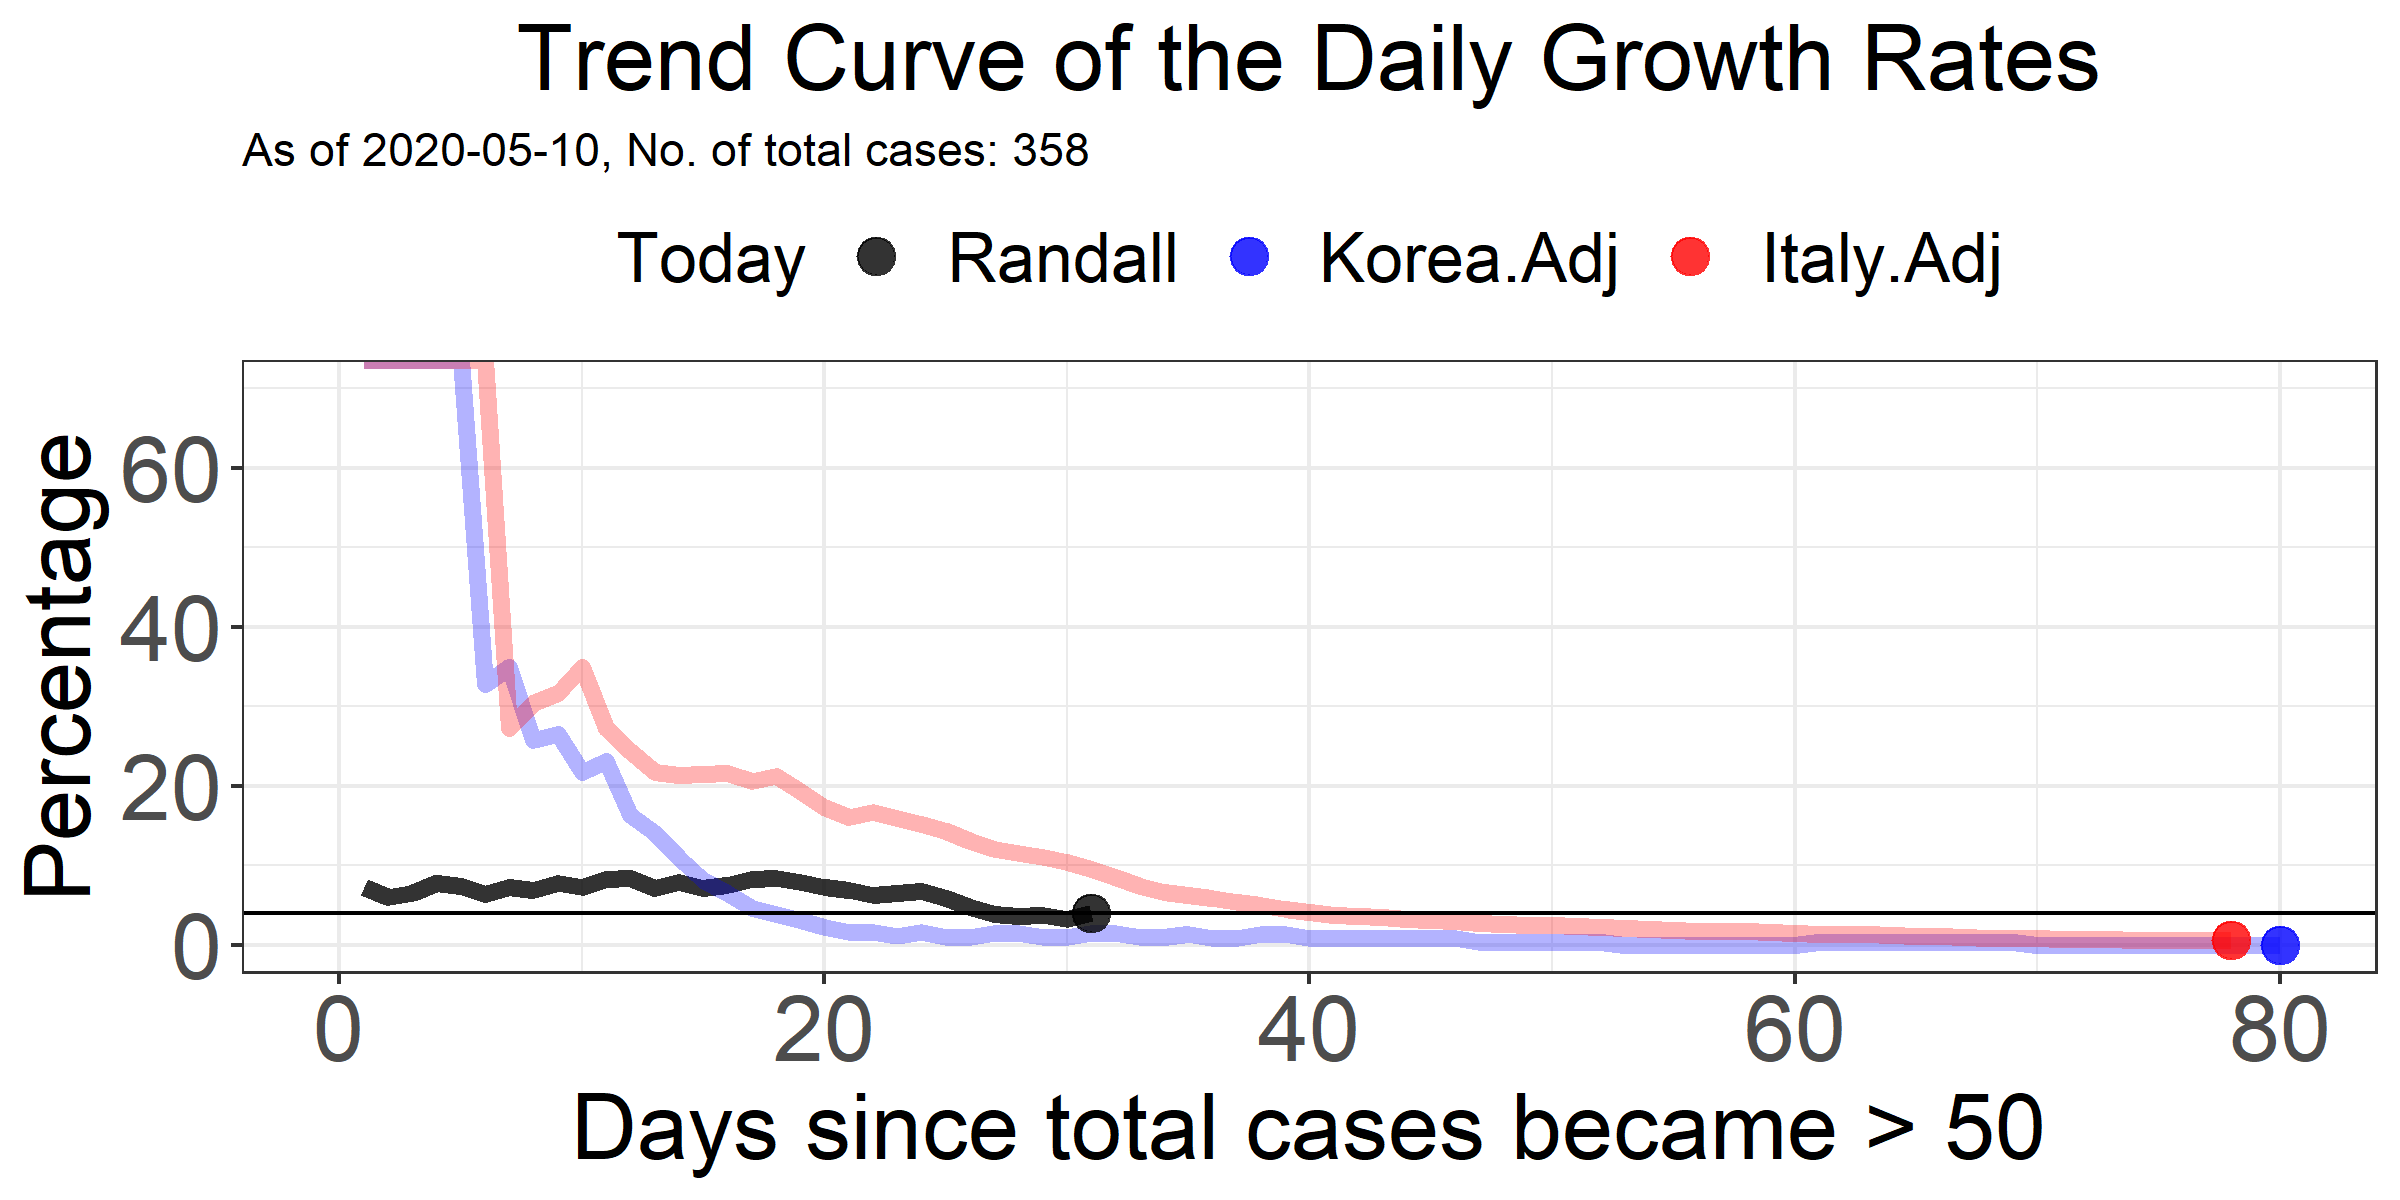 Trend Curve of the Daily Growth Rates
As of 2020-05-10, No. of total cases: 358
Today Randall Korea.Adj Italy.Adj
Percentage
60
40
20
0
0 20 40 60 80
Days since total cases became > 50